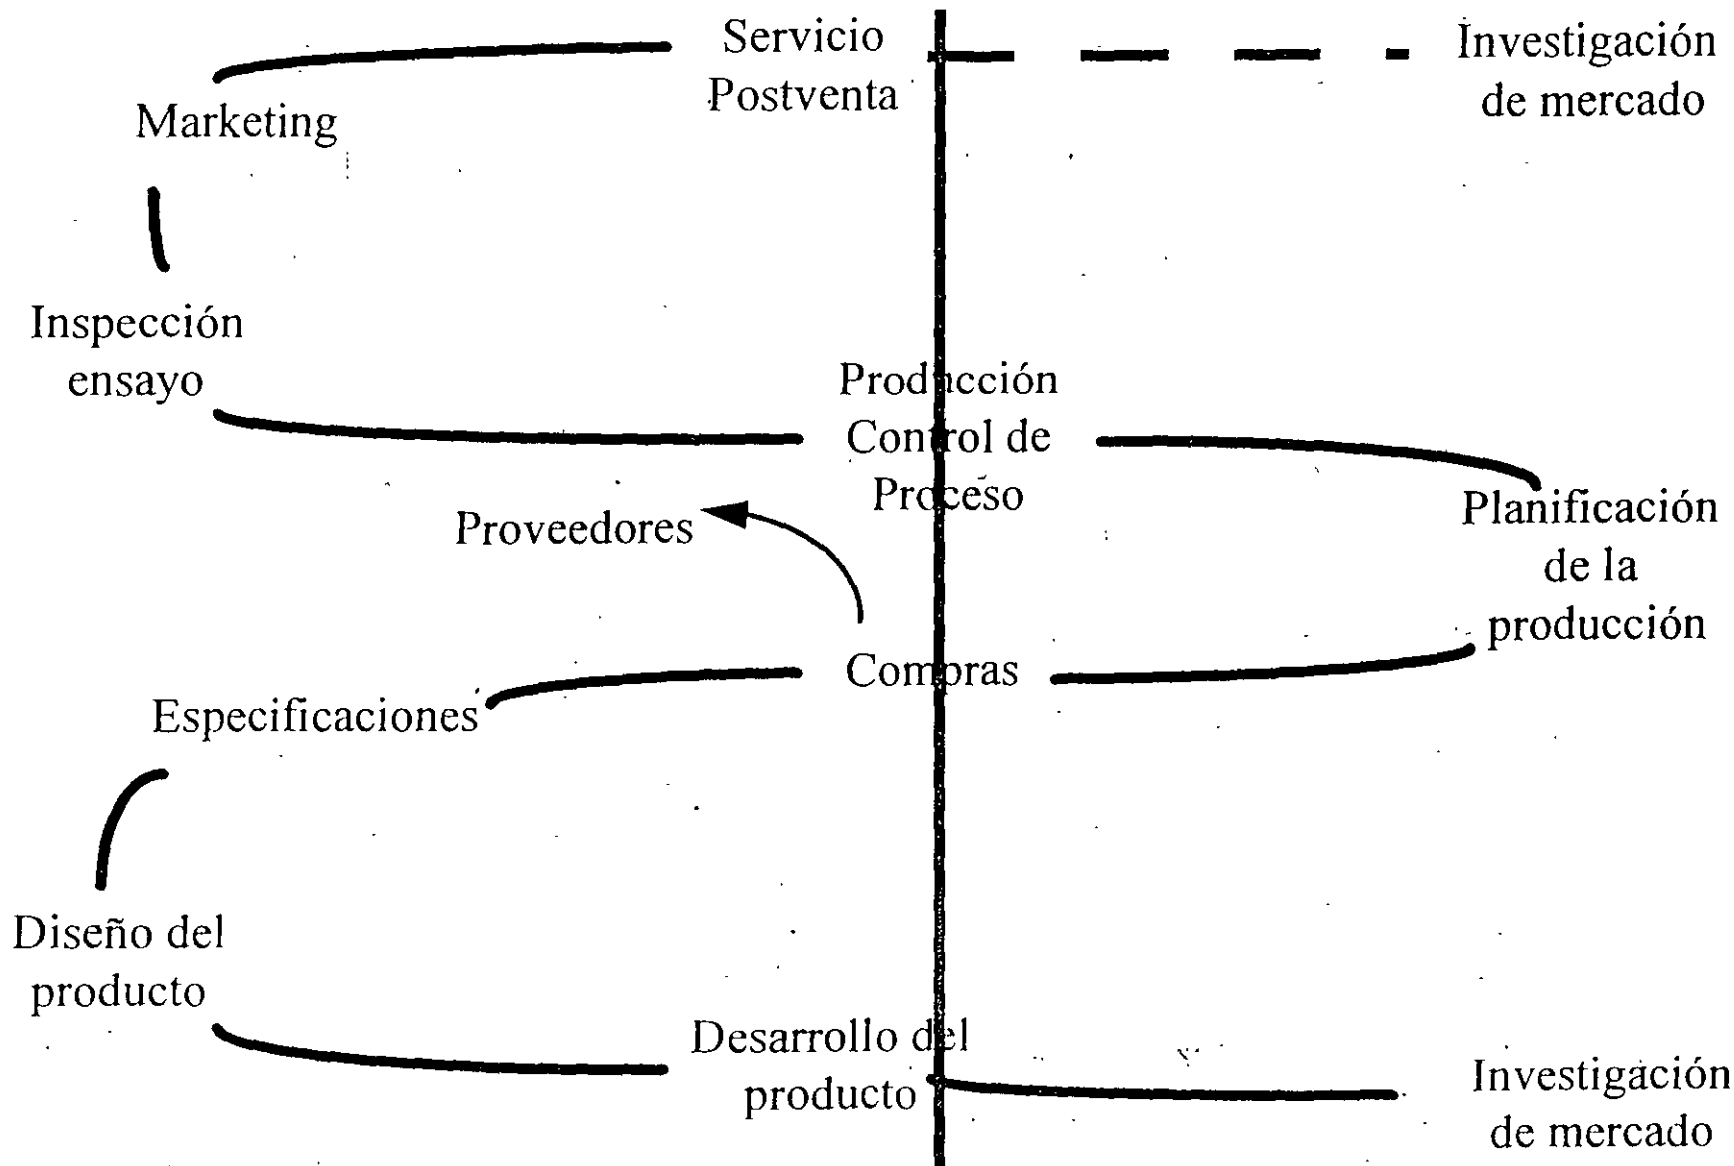 Servicio
Postventa
Investigación
de mercado
Marketing
Inspección
ensayo
Producción
Control de
Proceso
Proveedores
Planificación
de la
producción
Compras
Especificaciones
Diseño del
producto
Desarrollo del
producto
Investigación
de mercado